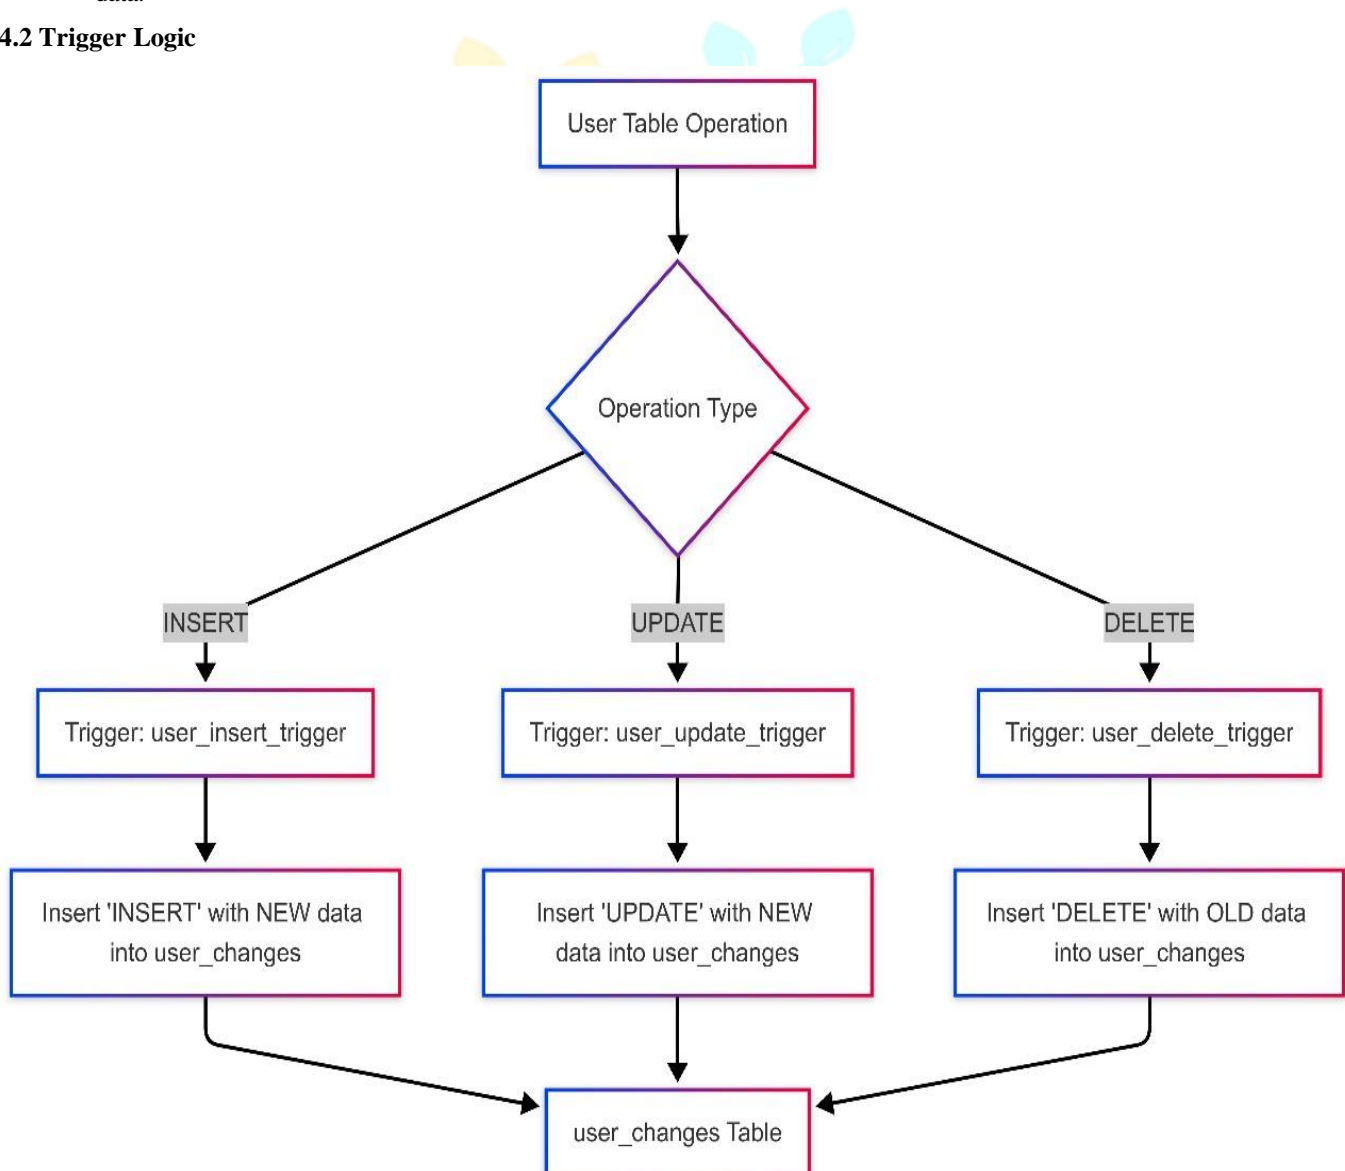 data.
4.2 Trigger Logic
User Table Operation
Operation Type
INSERT
UPDATE
DELETE
Trigger: user_insert_trigger
Trigger: user_update_trigger
Trigger: user_delete_trigger
Insert 'INSERT' with NEW data
into user_changes
Insert 'UPDATE' with NEW
data into user_changes
Insert 'DELETE' with OLD data
into user_changes
user_changes Table